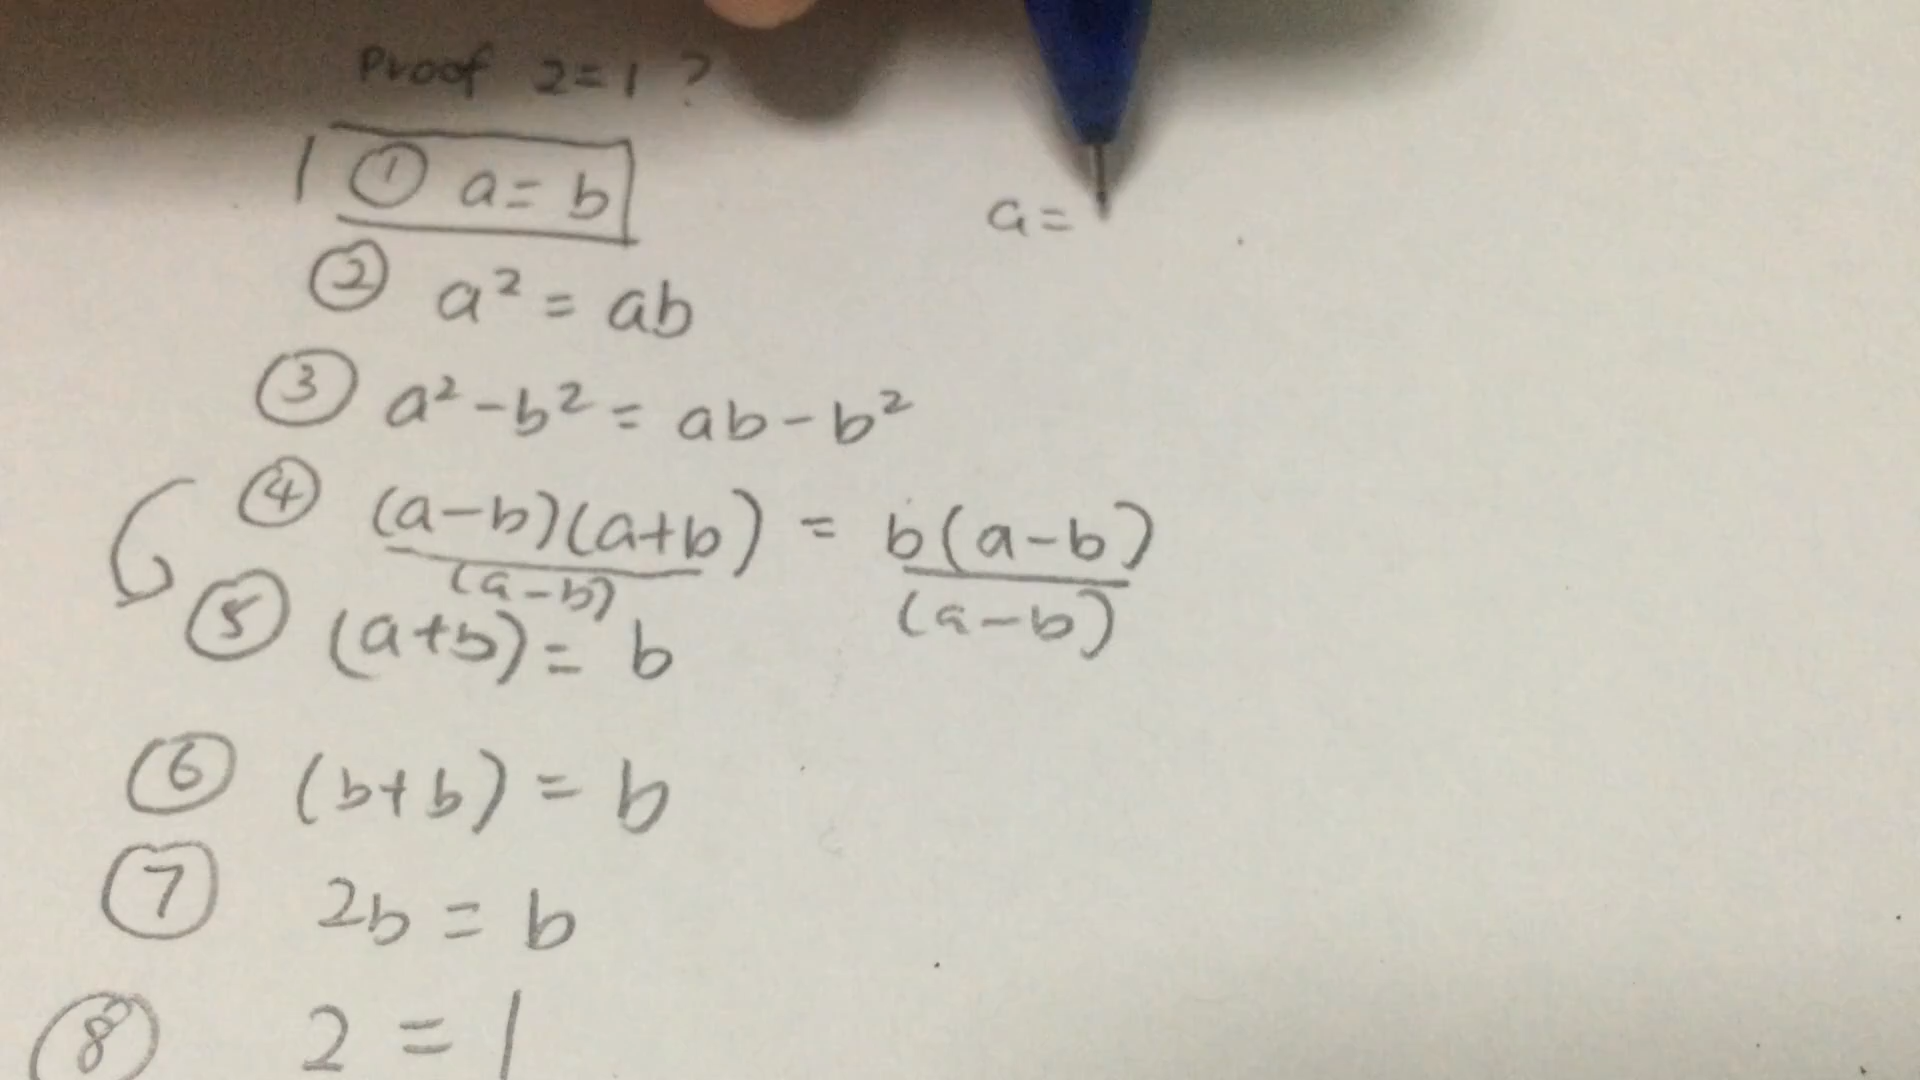 Proof 2=1 ?
① a = b
a =
② a² = ab
③ a² - b² = ab - b²
④ (a-b)(a+b) = b(a-b)
(a-b) (a-b)
⑤ (a+b) = b
⑥ (b+b) = b
⑦ 2b = b
⑧ 2 = 1